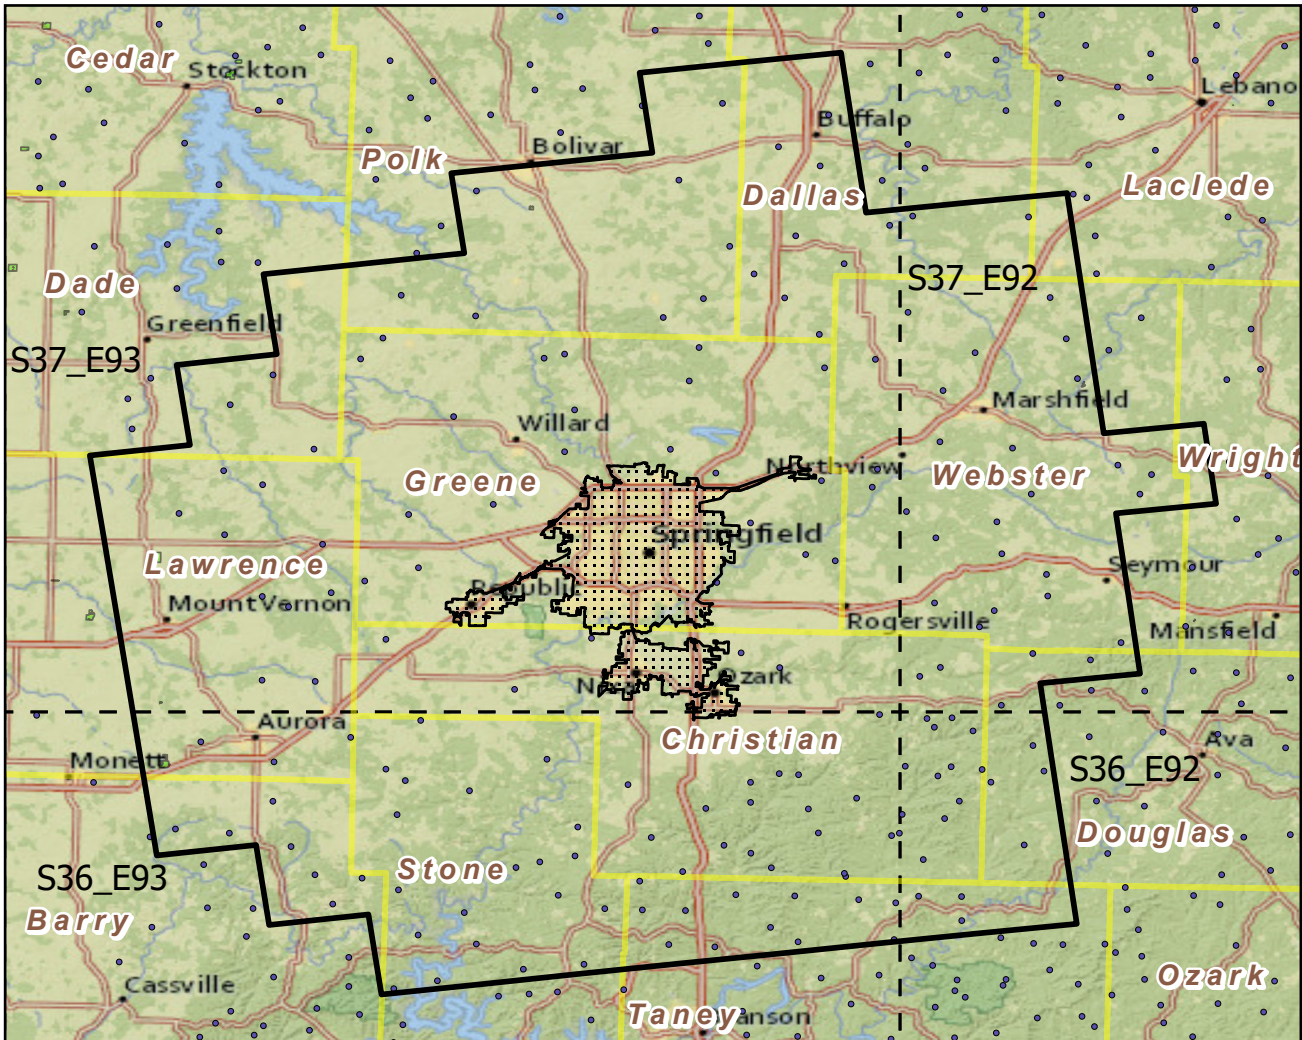 Cedar
Stockton
Lebano
Buffalo
Bolivar
Polk
Dallas
Laclede
S37_E92
Dade
Greenfield
S37_E93
Marshfield
Willard
Northview
Wright
Webster
Greene
Springfield
Lawrence
Seymour
Republic
Mount Vernon
Rogersville
Mansfield
Ozark
Aurora
Christian
Ava
Monett
S36_E92
Douglas
Stone
S36_E93
Barry
Ozark
Cassville
Taney
anson